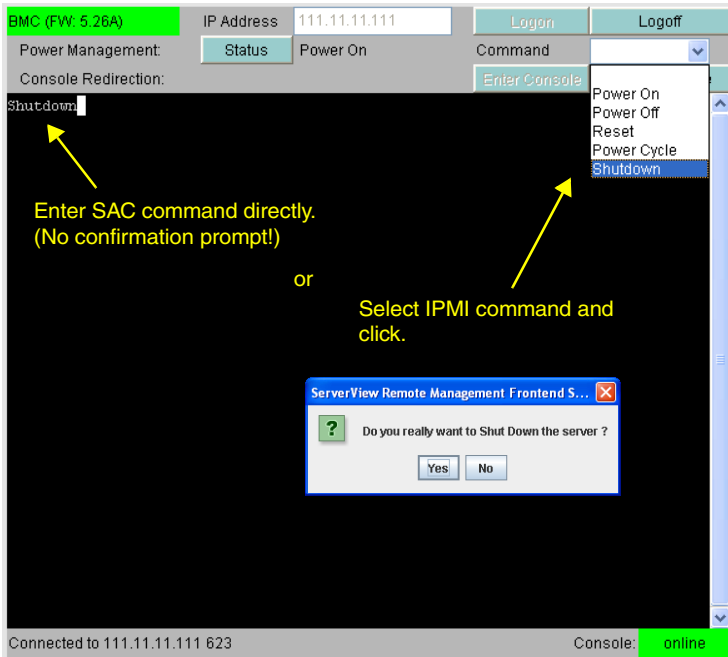 BMC (FW: 5.26A) IP Address 111.11.11.111 Logon Logoff
Power Management: Status Power On Command
Console Redirection: Enter Console
Power On
Power Off
Reset
Power Cycle
Shutdown
Shutdown
Enter SAC command directly.
(No confirmation prompt!)
or
Select IPMI command and
click.
ServerView Remote Management Frontend S...
? Do you really want to Shut Down the server ?
Yes No
Connected to 111.11.11.111 623 Console: online